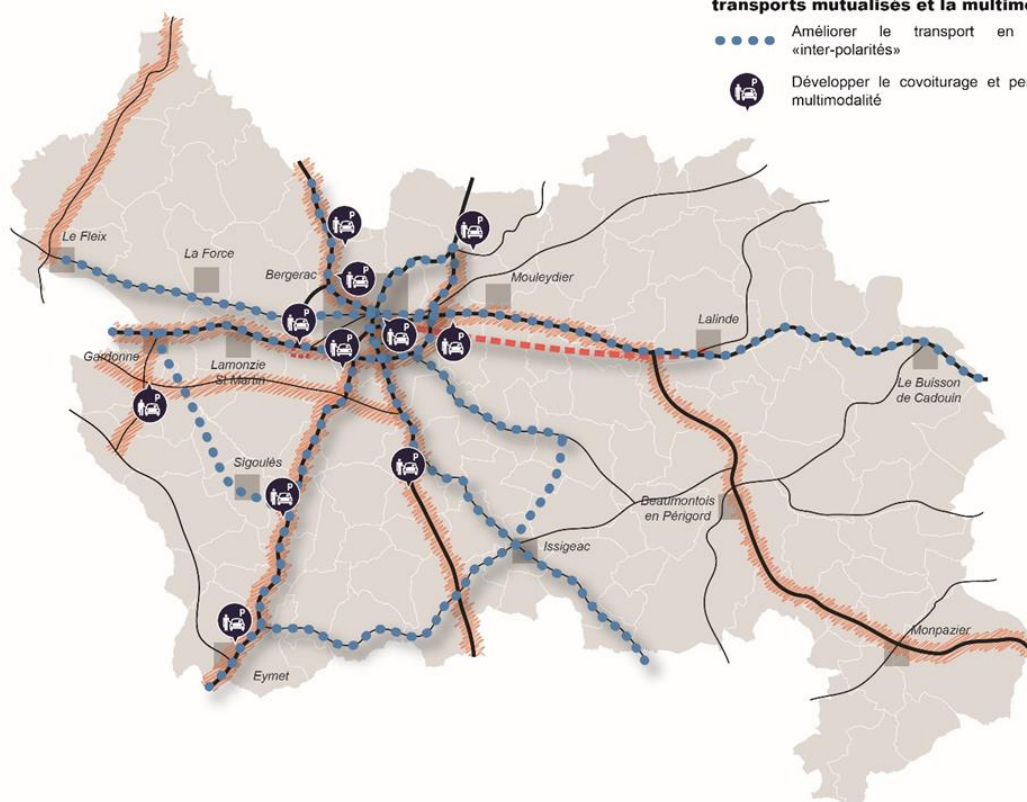 transports mutualisés et la multim
Améliorer le transport en
«inter-polarités»
Développer le covoiturage et pe
multimodalité
Le Fleix
La Force
Bergerac
Mouleydier
Lalinde
Gardonne
Lamonzie
St Martin
Le Buisson
de Cadouin
Sigoulès
Beaumontois
en Périgord
Issigeac
Monpazier
Eymet
P
P
P
P
P
P
P
P
P
P
P
P